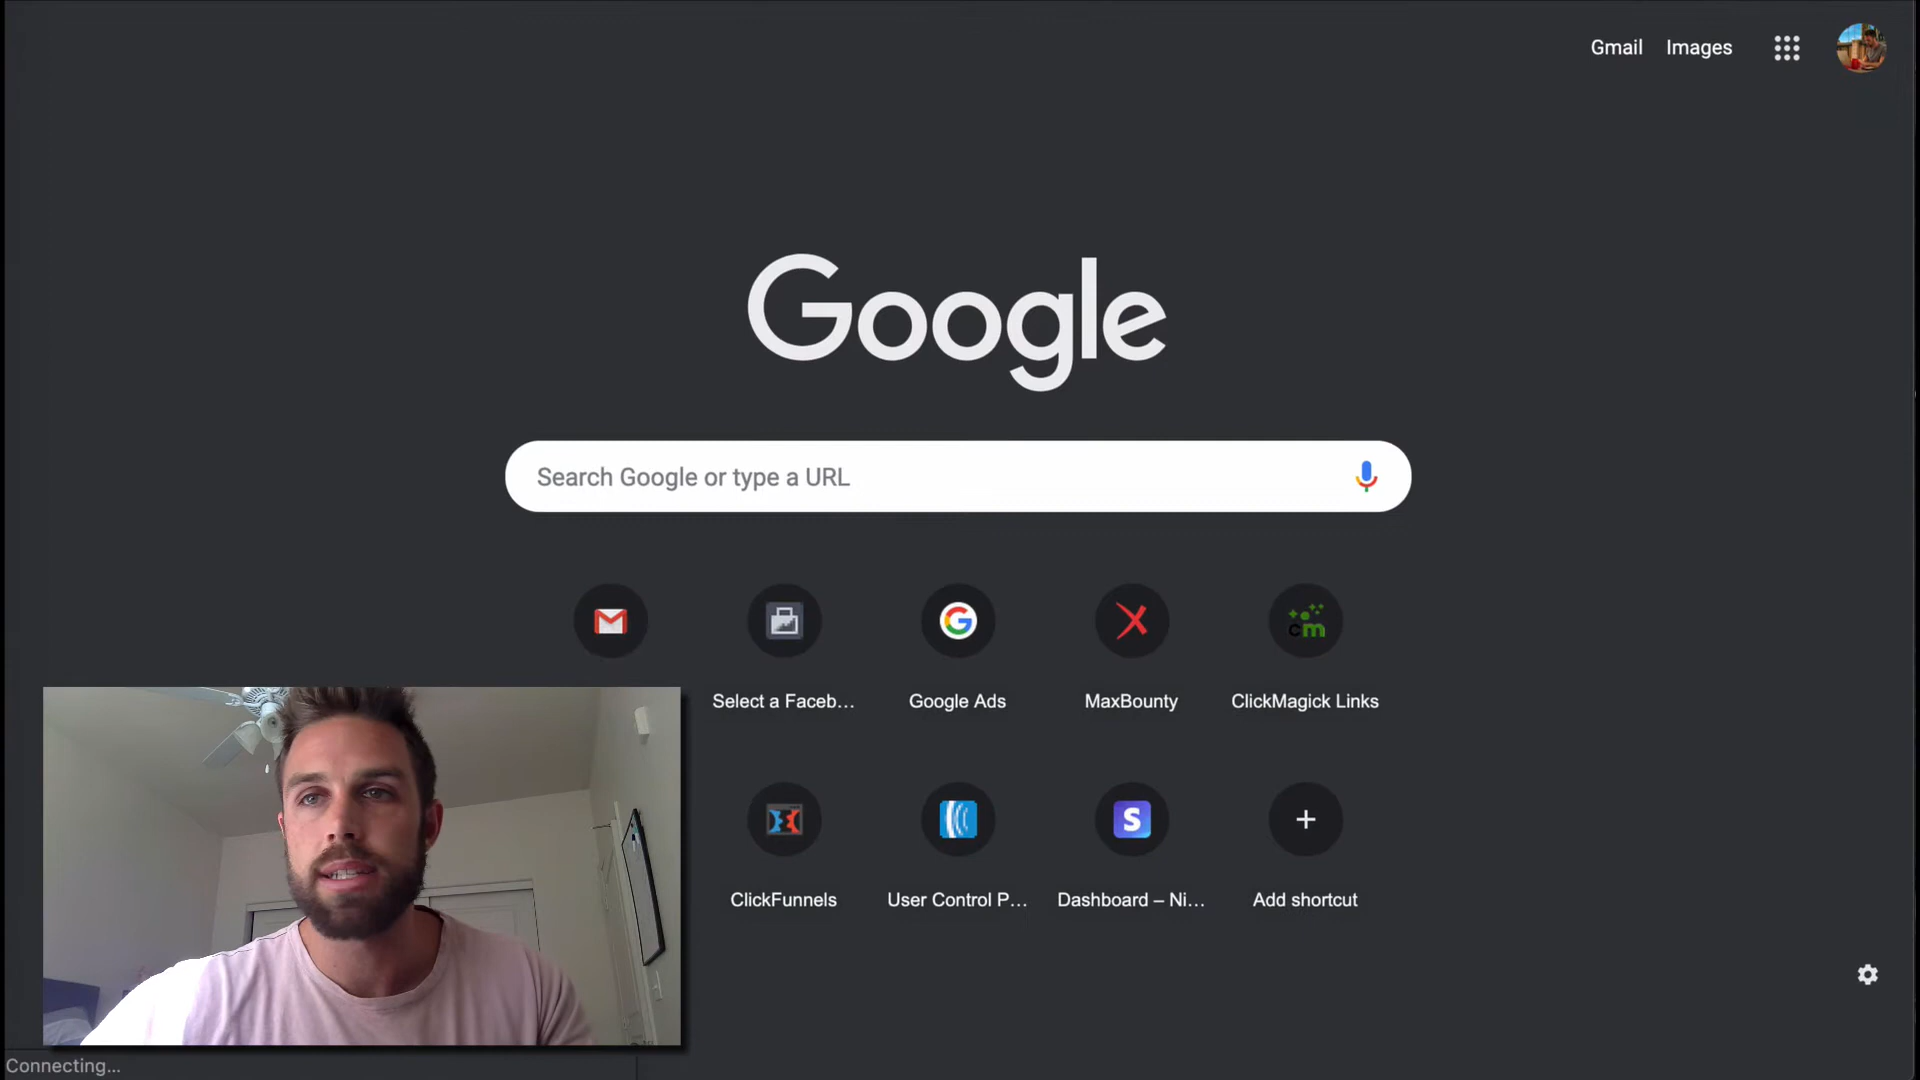 Gmail Images
Google
Search Google or type a URL
Select a Faceb...
Google Ads
MaxBounty
ClickMagick Links
ClickFunnels
User Control P...
Dashboard – Ni...
Add shortcut
Connecting...